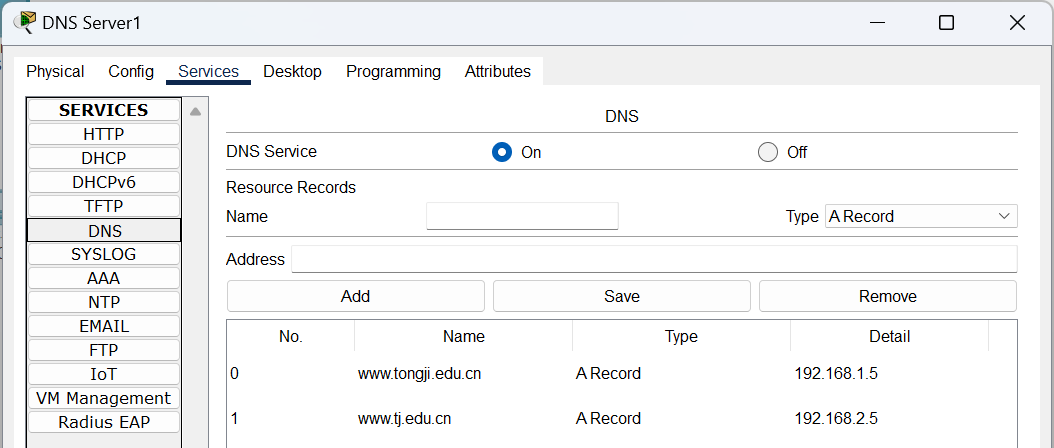 DNS Server1
Physical Config Services Desktop Programming Attributes
SERVICES
HTTP
DHCP
DHCPv6
TFTP
DNS
SYSLOG
AAA
NTP
EMAIL
FTP
IoT
VM Management
Radius EAP
DNS
DNS Service On Off
Resource Records
Name Type A Record
Address
Add Save Remove
No. Name Type Detail
0 www.tongji.edu.cn A Record 192.168.1.5
1 www.tj.edu.cn A Record 192.168.2.5